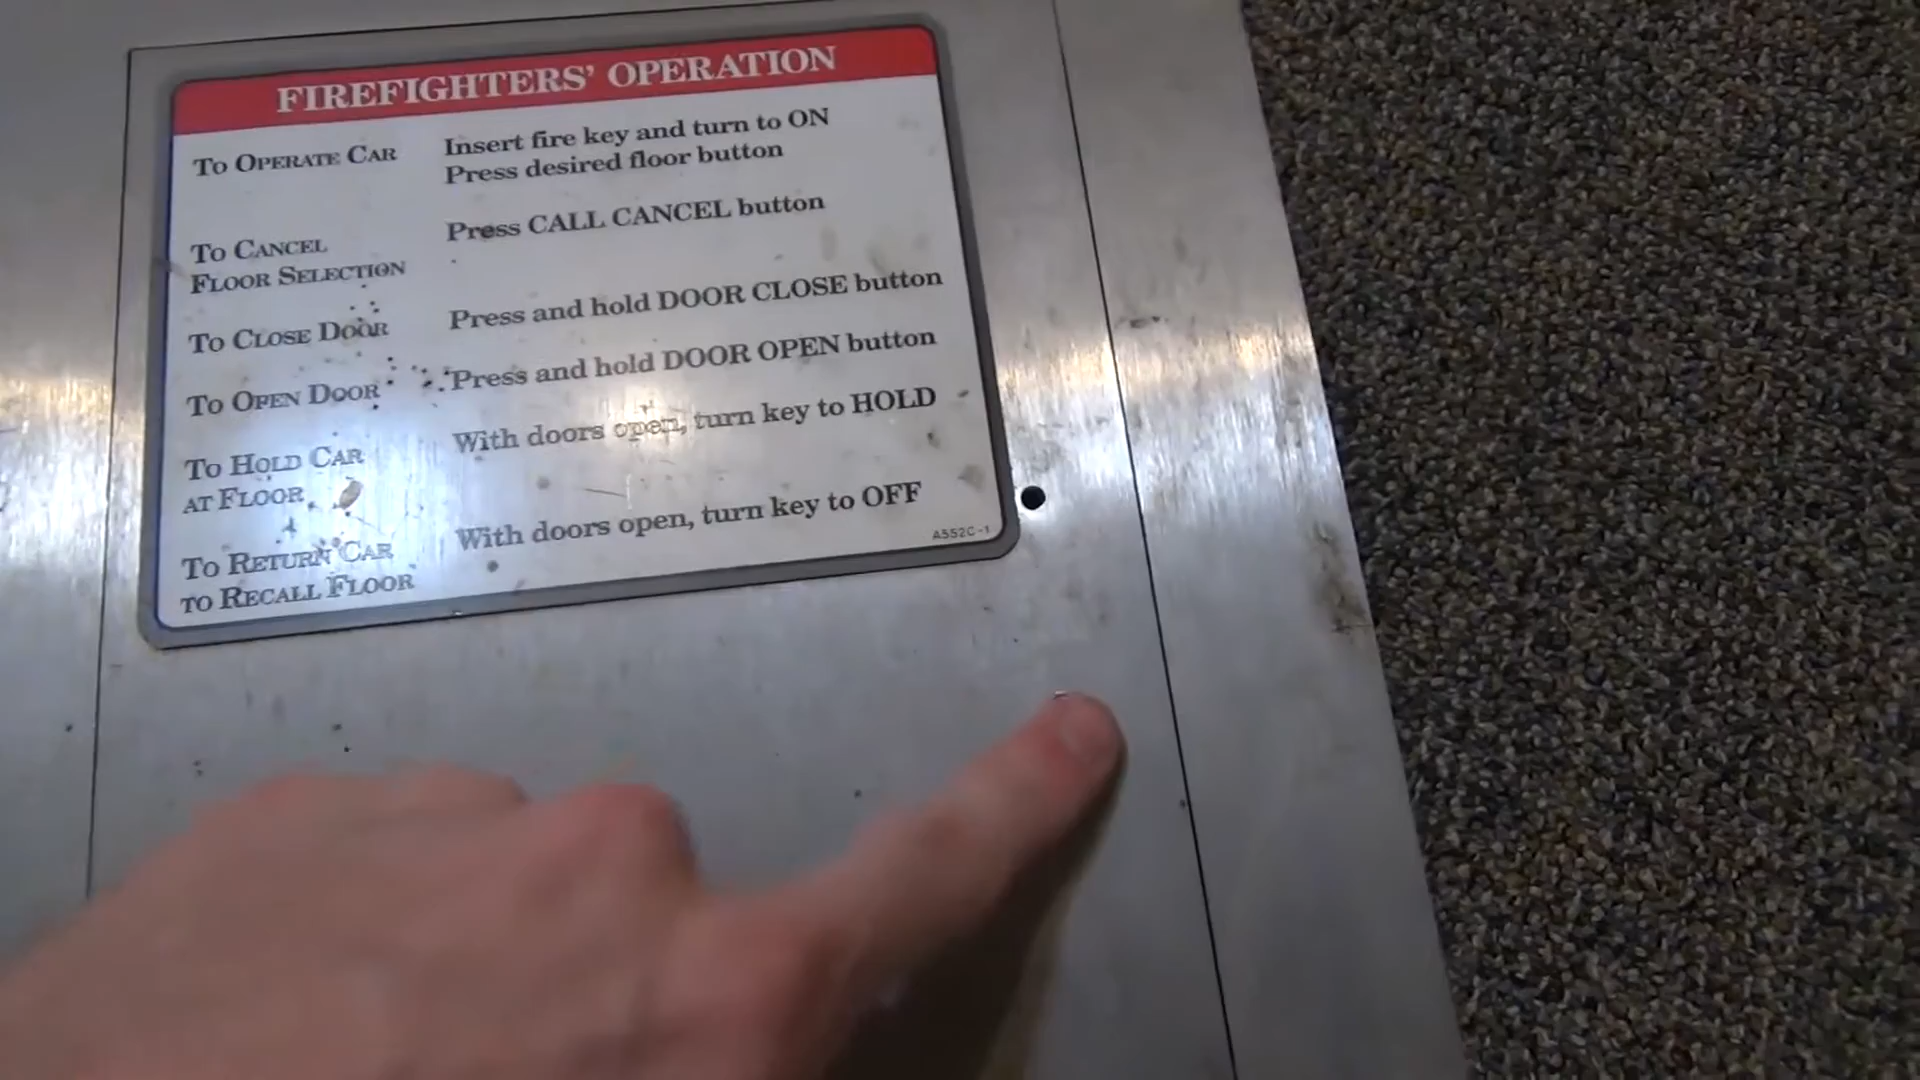 FIREFIGHTERS' OPERATION
TO OPERATE CAR
Insert fire key and turn to ON
Press desired floor button
TO CANCEL
FLOOR SELECTION
Press CALL CANCEL button
TO CLOSE DOOR
Press and hold DOOR CLOSE button
TO OPEN DOOR
Press and hold DOOR OPEN button
TO HOLD CAR
AT FLOOR
With doors open, turn key to HOLD
TO RETURN CAR
TO RECALL FLOOR
With doors open, turn key to OFF
A552C-1